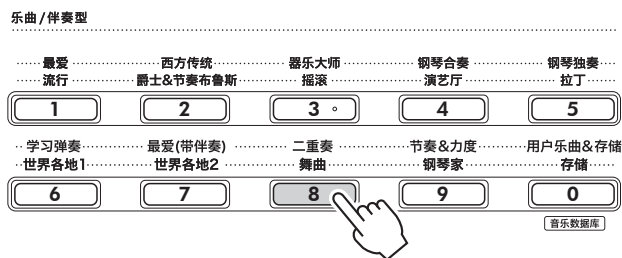 乐曲/伴奏型
最爱 西方传统 器乐大师 钢琴合奏 钢琴独奏
流行 爵士&节奏布鲁斯 摇滚 演艺厅 拉丁
1 2 3 4 5
学习弹奏 最爱(带伴奏) 二重奏 节奏&力度 用户乐曲&存储
世界各地1 世界各地2 舞曲 钢琴家 存储
6 7 8 9 0
音乐数据库